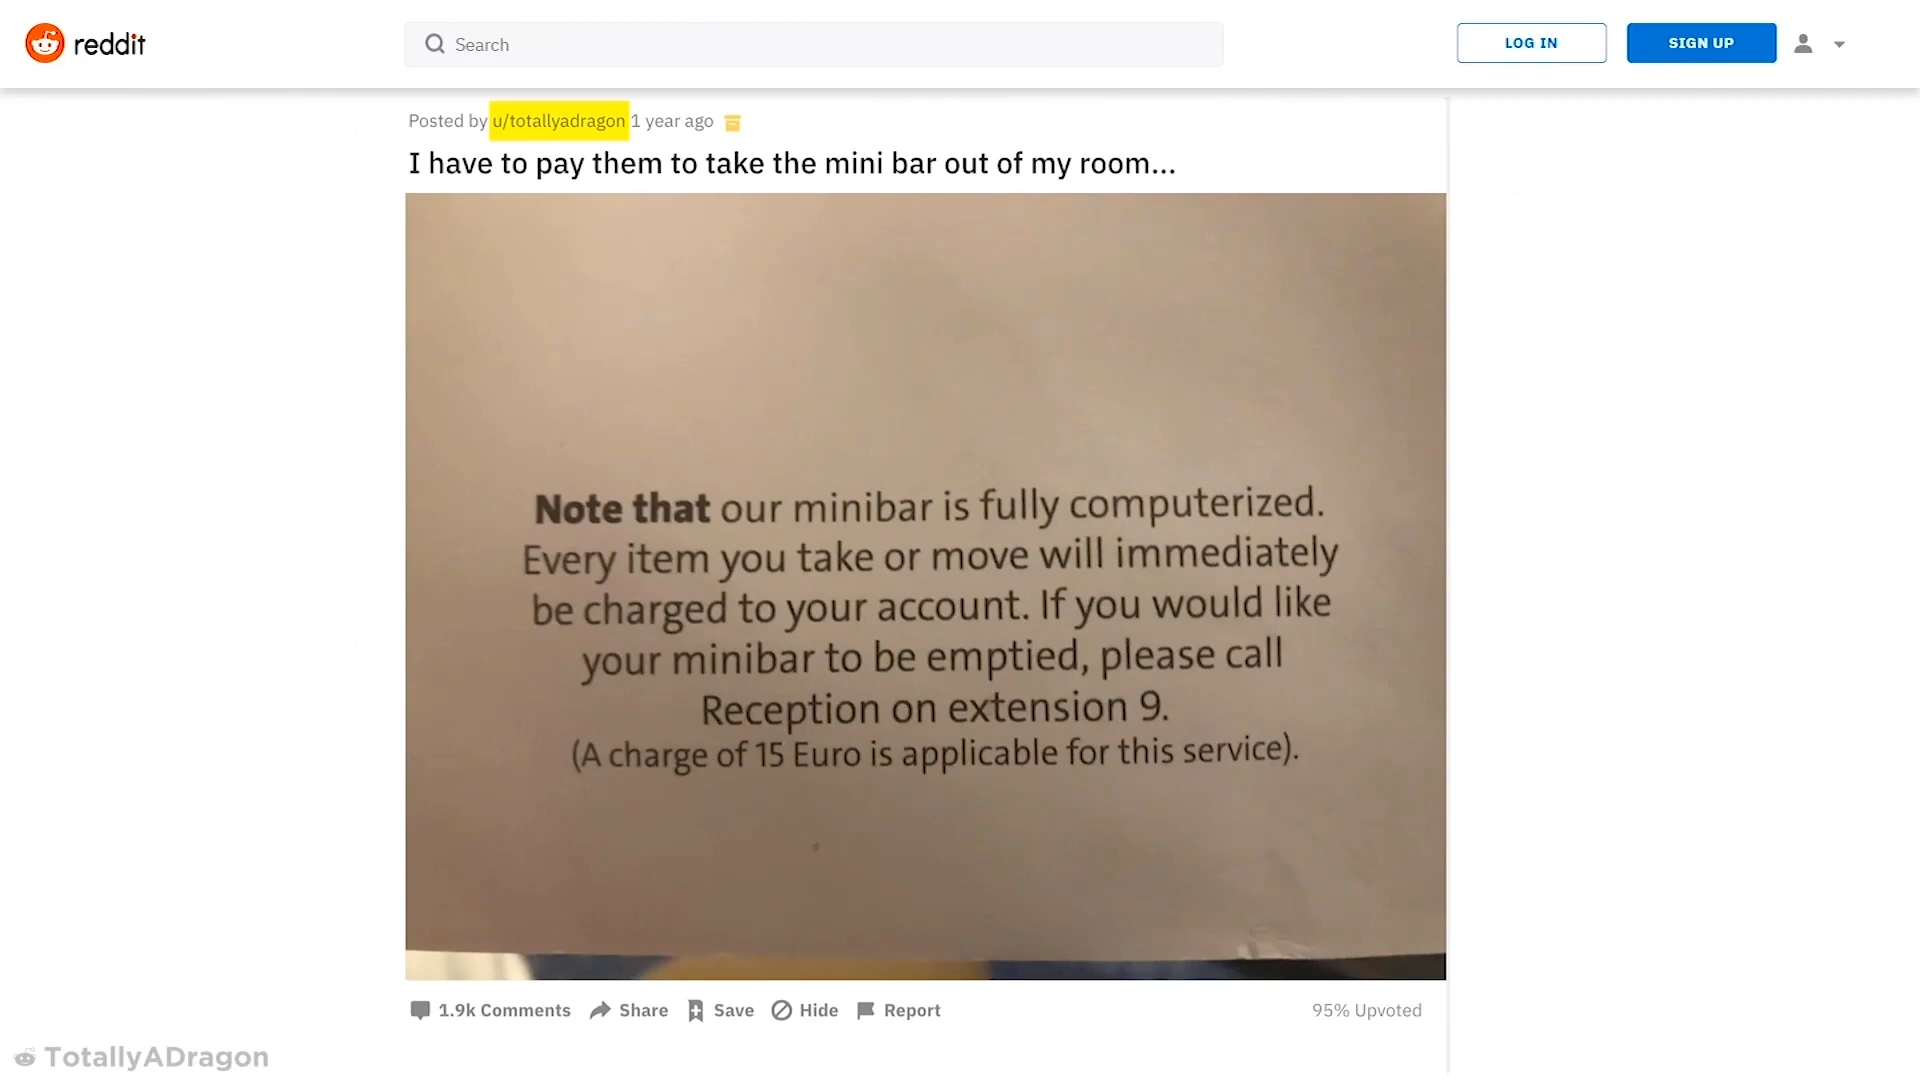 reddit
Search
LOG IN
SIGN UP
Posted by u/totallyadragon 1 year ago
I have to pay them to take the mini bar out of my room...
Note that our minibar is fully computerized.
Every item you take or move will immediately
be charged to your account. If you would like
your minibar to be emptied, please call
Reception on extension 9.
(A charge of 15 Euro is applicable for this service).
1.9k Comments Share Save Hide Report 95% Upvoted
TotallyADragon